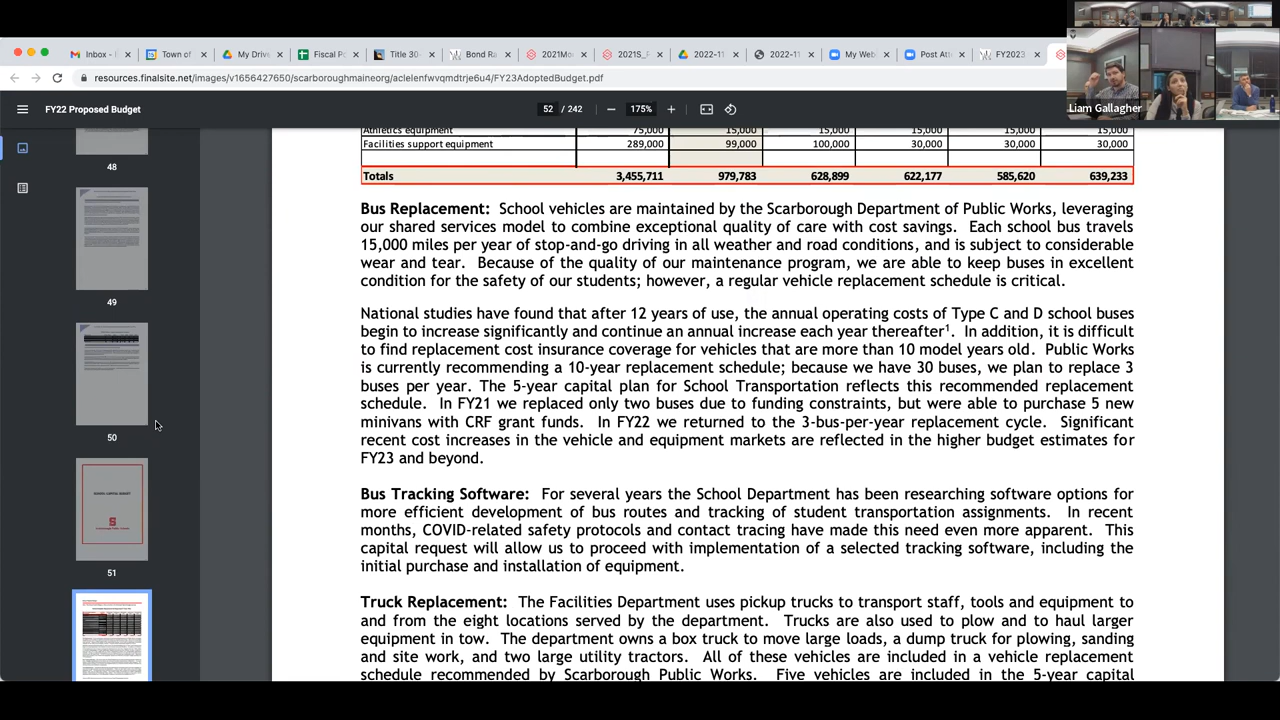 Inbox -
Town of
My Drive
Fiscal Po
Title 30-
Bond Ra
2021Mo
2021S_F
2022-11
2022-11
My Web
Post Att
FY2023
resources.finalsite.net/images/v1656427650/scarboroughmaineorg/aclelenfwvqmdtrje6u4/FY23AdoptedBudget.pdf
FY22 Proposed Budget
52 / 242
175%
Liam Gallagher
48
49
50
51
Athletics equipment 75,000 15,000 15,000 15,000 15,000 15,000
Facilities support equipment 289,000 99,000 100,000 30,000 30,000 30,000
Totals 3,455,711 979,783 628,899 622,177 585,620 639,233
Bus Replacement: School vehicles are maintained by the Scarborough Department of Public Works, leveraging
our shared services model to combine exceptional quality of care with cost savings. Each school bus travels
15,000 miles per year of stop-and-go driving in all weather and road conditions, and is subject to considerable
wear and tear. Because of the quality of our maintenance program, we are able to keep buses in excellent
condition for the safety of our students; however, a regular vehicle replacement schedule is critical.
National studies have found that after 12 years of use, the annual operating costs of Type C and D school buses
begin to increase significantly and continue an annual increase each year thereafter¹. In addition, it is difficult
to find replacement cost insurance coverage for vehicles that are more than 10 model years old. Public Works
is currently recommending a 10-year replacement schedule; because we have 30 buses, we plan to replace 3
buses per year. The 5-year capital plan for School Transportation reflects this recommended replacement
schedule. In FY21 we replaced only two buses due to funding constraints, but were able to purchase 5 new
minivans with CRF grant funds. In FY22 we returned to the 3-bus-per-year replacement cycle. Significant
recent cost increases in the vehicle and equipment markets are reflected in the higher budget estimates for
FY23 and beyond.
Bus Tracking Software: For several years the School Department has been researching software options for
more efficient development of bus routes and tracking of student transportation assignments. In recent
months, COVID-related safety protocols and contact tracing have made this need even more apparent. This
capital request will allow us to proceed with implementation of a selected tracking software, including the
initial purchase and installation of equipment.
Truck Replacement: The Facilities Department uses pickup trucks to transport staff, tools and equipment to
and from the eight locations served by the department. Trucks are also used to plow and to haul larger
equipment in tow. The department owns a box truck to move large loads, a dump truck for plowing, sanding
and site work, and two large utility tractors. All of these vehicles are included in a vehicle replacement
schedule recommended by Scarborough Public Works. Five vehicles are included in the 5-year capital